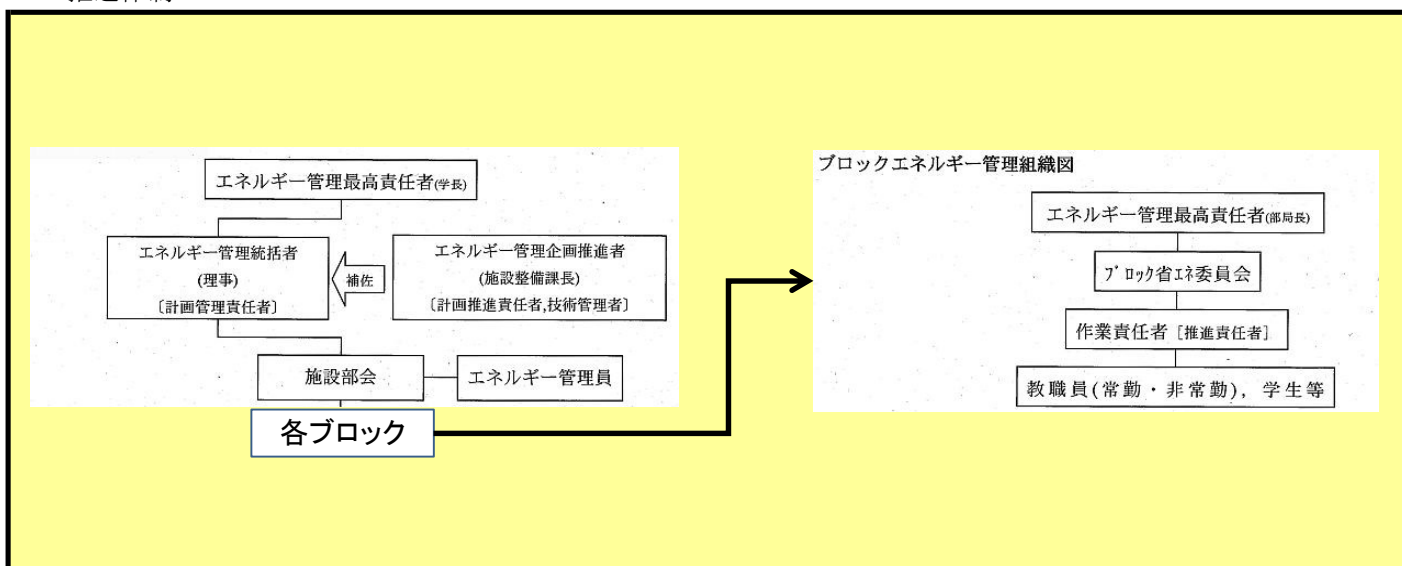 エネルギー管理最高責任者(学長)
エネルギー管理統括者
(理事)
〔計画管理責任者〕
補佐
エネルギー管理企画推進者
(施設整備課長)
〔計画推進責任者,技術管理者〕
施設部会
エネルギー管理員
各ブロック
ブロックエネルギー管理組織図
エネルギー管理最高責任者(部局長)
ブロック省エネ委員会
作業責任者 [推進責任者]
教職員(常勤・非常勤), 学生等